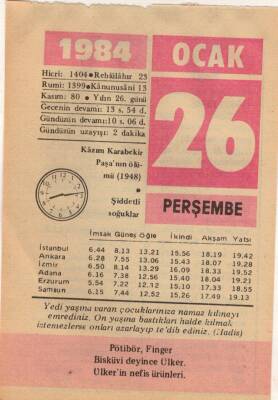 1984
OCAK
26
PERŞEMBE
Hicri: 1404•Rebiülâhır 23
Rumi: 1399•Kânunusâni 13
Kasım: 80 • Yılın 26. günü
Gecenin devamı: 13 s. 54 d.
Gündüzün devamı:10 s. 06 d.
Gündüzün uzayışı: 2 dakika
Kâzım Karabekir
Paşa'nın ölü-
mü (1948)
•
Şiddetli
soğuklar
İmsak Güneş Öğle İkindi Akşam Yatsı
İstanbul 6.44 8.13 13.21 15.56 18.19 19.42
Ankara 6.28 7.55 13.06 15.43 18.07 19.28
İzmir 6.50 8.14 13.29 16.09 18.33 19.52
Adana 6.16 7.38 12.56 15.40 18.04 19.21
Erzurum 5.54 7.22 12.12 15.10 17.33 18.55
Samsun 6.15 7.44 12.52 15.26 17.49 19.13
Yedi yaşına varan çocuklarınıza namaz kılmayı
emrediniz. On yaşına bastıkları halde kılmak
istemezlerse onları azarlayıp te'dib ediniz. (Hadis)
Pötibör, Finger
Bisküvi deyince Ülker.
Ülker'in nefis ürünleri.